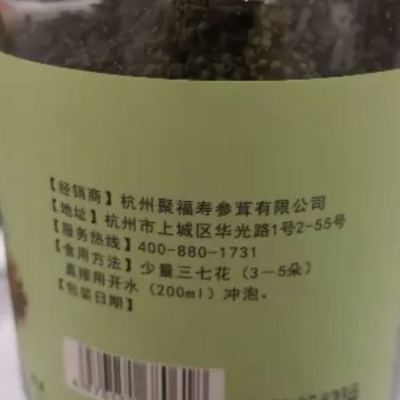 【经销商】杭州聚福寿参茸有限公司
【地址】杭州市上城区华光路1号2-55号
【服务热线】400-880-1731
【食用方法】少量三七花（3—5朵）
直接用开水（200ml）冲泡。
【包装日期】